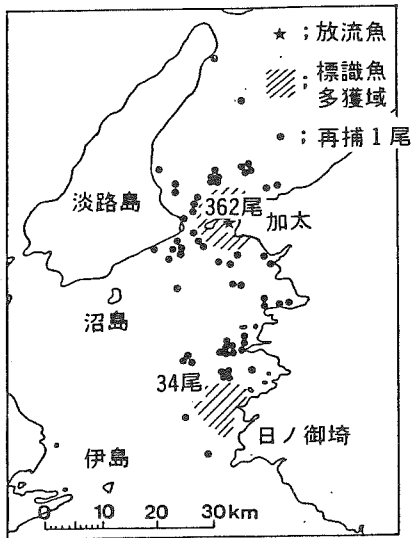 ★ ; 放流魚
; 標識魚
多獲域
● ; 再捕1尾
淡路島
362尾
加太
沼島
34尾
日ノ御埼
伊島
0 10 20 30km